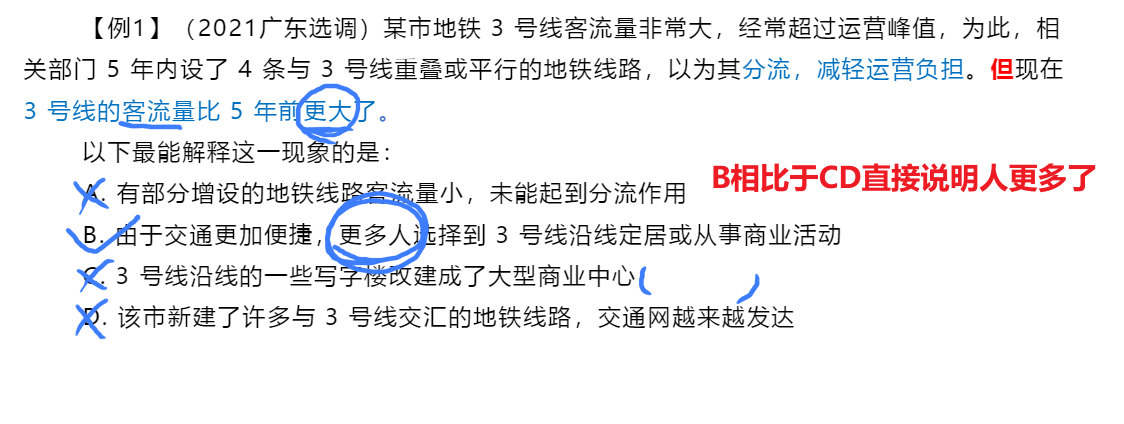 【例1】（2021广东选调）某市地铁 3 号线客流量非常大，经常超过运营峰值，为此，相
关部门 5 年内设了 4 条与 3 号线重叠或平行的地铁线路，以为其分流，减轻运营负担。但现在
3 号线的客流量比 5 年前更大了。
以下最能解释这一现象的是：
A. 有部分增设的地铁线路客流量小，未能起到分流作用
B相比于CD直接说明人更多了
B. 由于交通更加便捷，更多人选择到 3 号线沿线定居或从事商业活动
C. 3 号线沿线的一些写字楼改建成了大型商业中心（ ）
D. 该市新建了许多与 3 号线交汇的地铁线路，交通网越来越发达